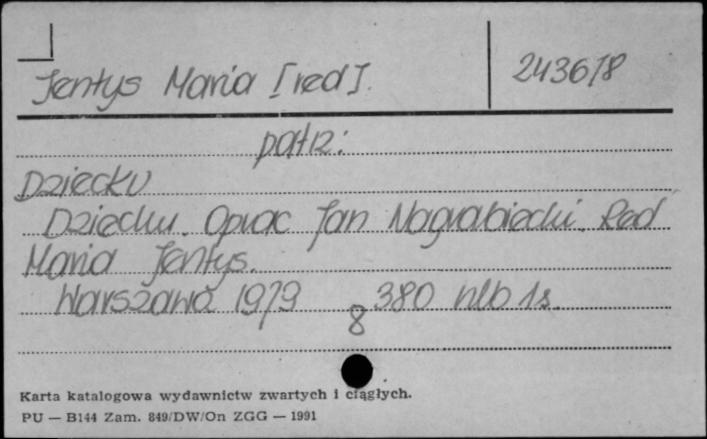 Jentys Maria [red].
243678
patrz:
Dziecku
Dziecku. Oprac Jan Nagrabiecki. Red
Maria Jentys.
Warszawa 1979 8 380 nlb 1s.
Karta katalogowa wydawnictw zwartych i ciągłych.
PU — B144 Zam. 849/DW/On ZGG — 1991